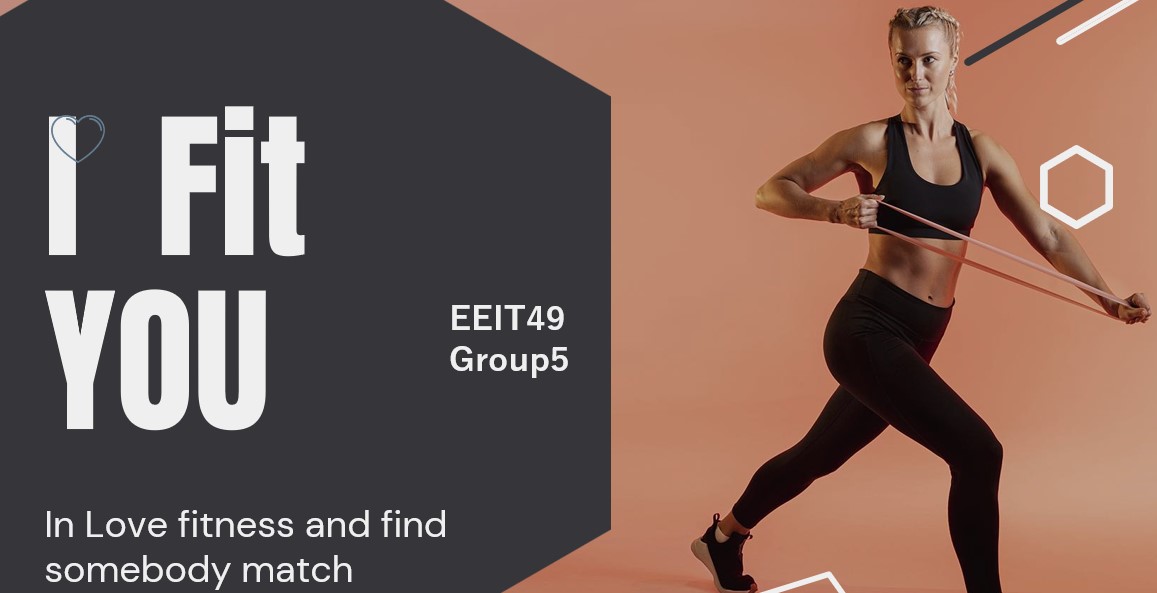 I Fit
YOU
EEIT49
Group5
In Love fitness and find
somebody match